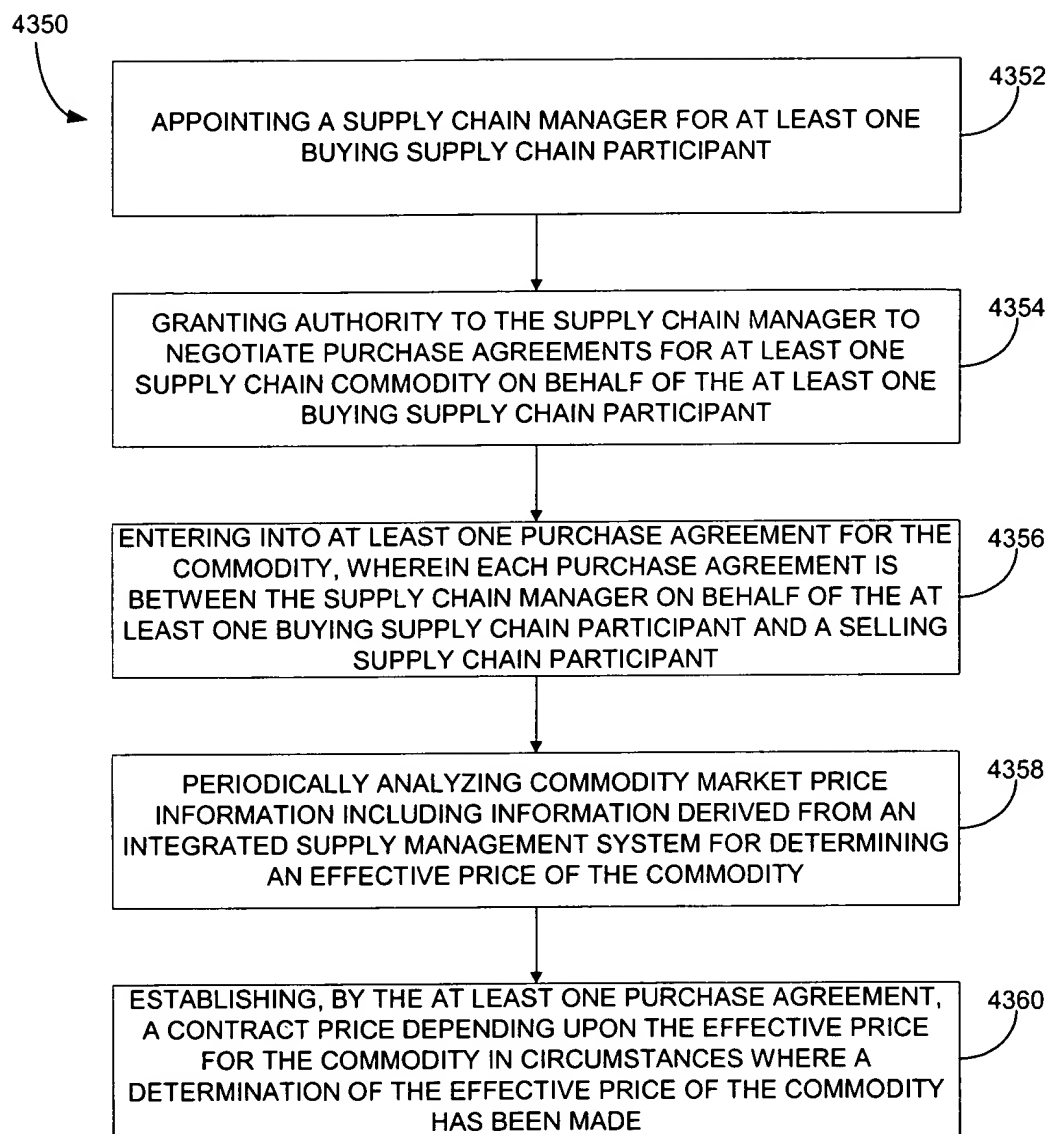 4350
4352
APPOINTING A SUPPLY CHAIN MANAGER FOR AT LEAST ONE
BUYING SUPPLY CHAIN PARTICIPANT
4354
GRANTING AUTHORITY TO THE SUPPLY CHAIN MANAGER TO
NEGOTIATE PURCHASE AGREEMENTS FOR AT LEAST ONE
SUPPLY CHAIN COMMODITY ON BEHALF OF THE AT LEAST ONE
BUYING SUPPLY CHAIN PARTICIPANT
4356
ENTERING INTO AT LEAST ONE PURCHASE AGREEMENT FOR THE
COMMODITY, WHEREIN EACH PURCHASE AGREEMENT IS
BETWEEN THE SUPPLY CHAIN MANAGER ON BEHALF OF THE AT
LEAST ONE BUYING SUPPLY CHAIN PARTICIPANT AND A SELLING
SUPPLY CHAIN PARTICIPANT
4358
PERIODICALLY ANALYZING COMMODITY MARKET PRICE
INFORMATION INCLUDING INFORMATION DERIVED FROM AN
INTEGRATED SUPPLY MANAGEMENT SYSTEM FOR DETERMINING
AN EFFECTIVE PRICE OF THE COMMODITY
4360
ESTABLISHING, BY THE AT LEAST ONE PURCHASE AGREEMENT,
A CONTRACT PRICE DEPENDING UPON THE EFFECTIVE PRICE
FOR THE COMMODITY IN CIRCUMSTANCES WHERE A
DETERMINATION OF THE EFFECTIVE PRICE OF THE COMMODITY
HAS BEEN MADE